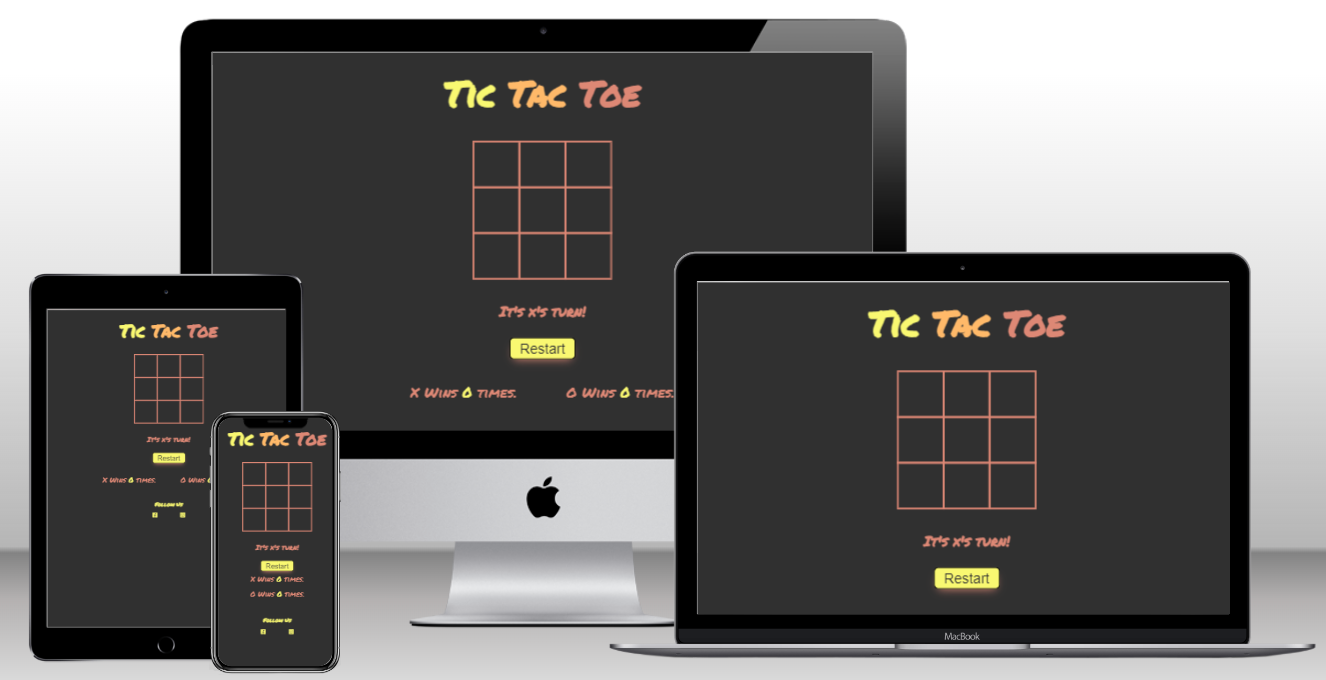 Tic Tac Toe
It's x's turn!
Restart
X Wins 0 times. O Wins 0 times.
Tic Tac Toe
It's x's turn!
Restart
X Wins 0 times. O Wins 0
Follow Us
Tic Tac Toe
It's x's turn!
Restart
X Wins 0 times.
O Wins 0 times.
Follow Us
Tic Tac Toe
It's x's turn!
Restart
MacBook